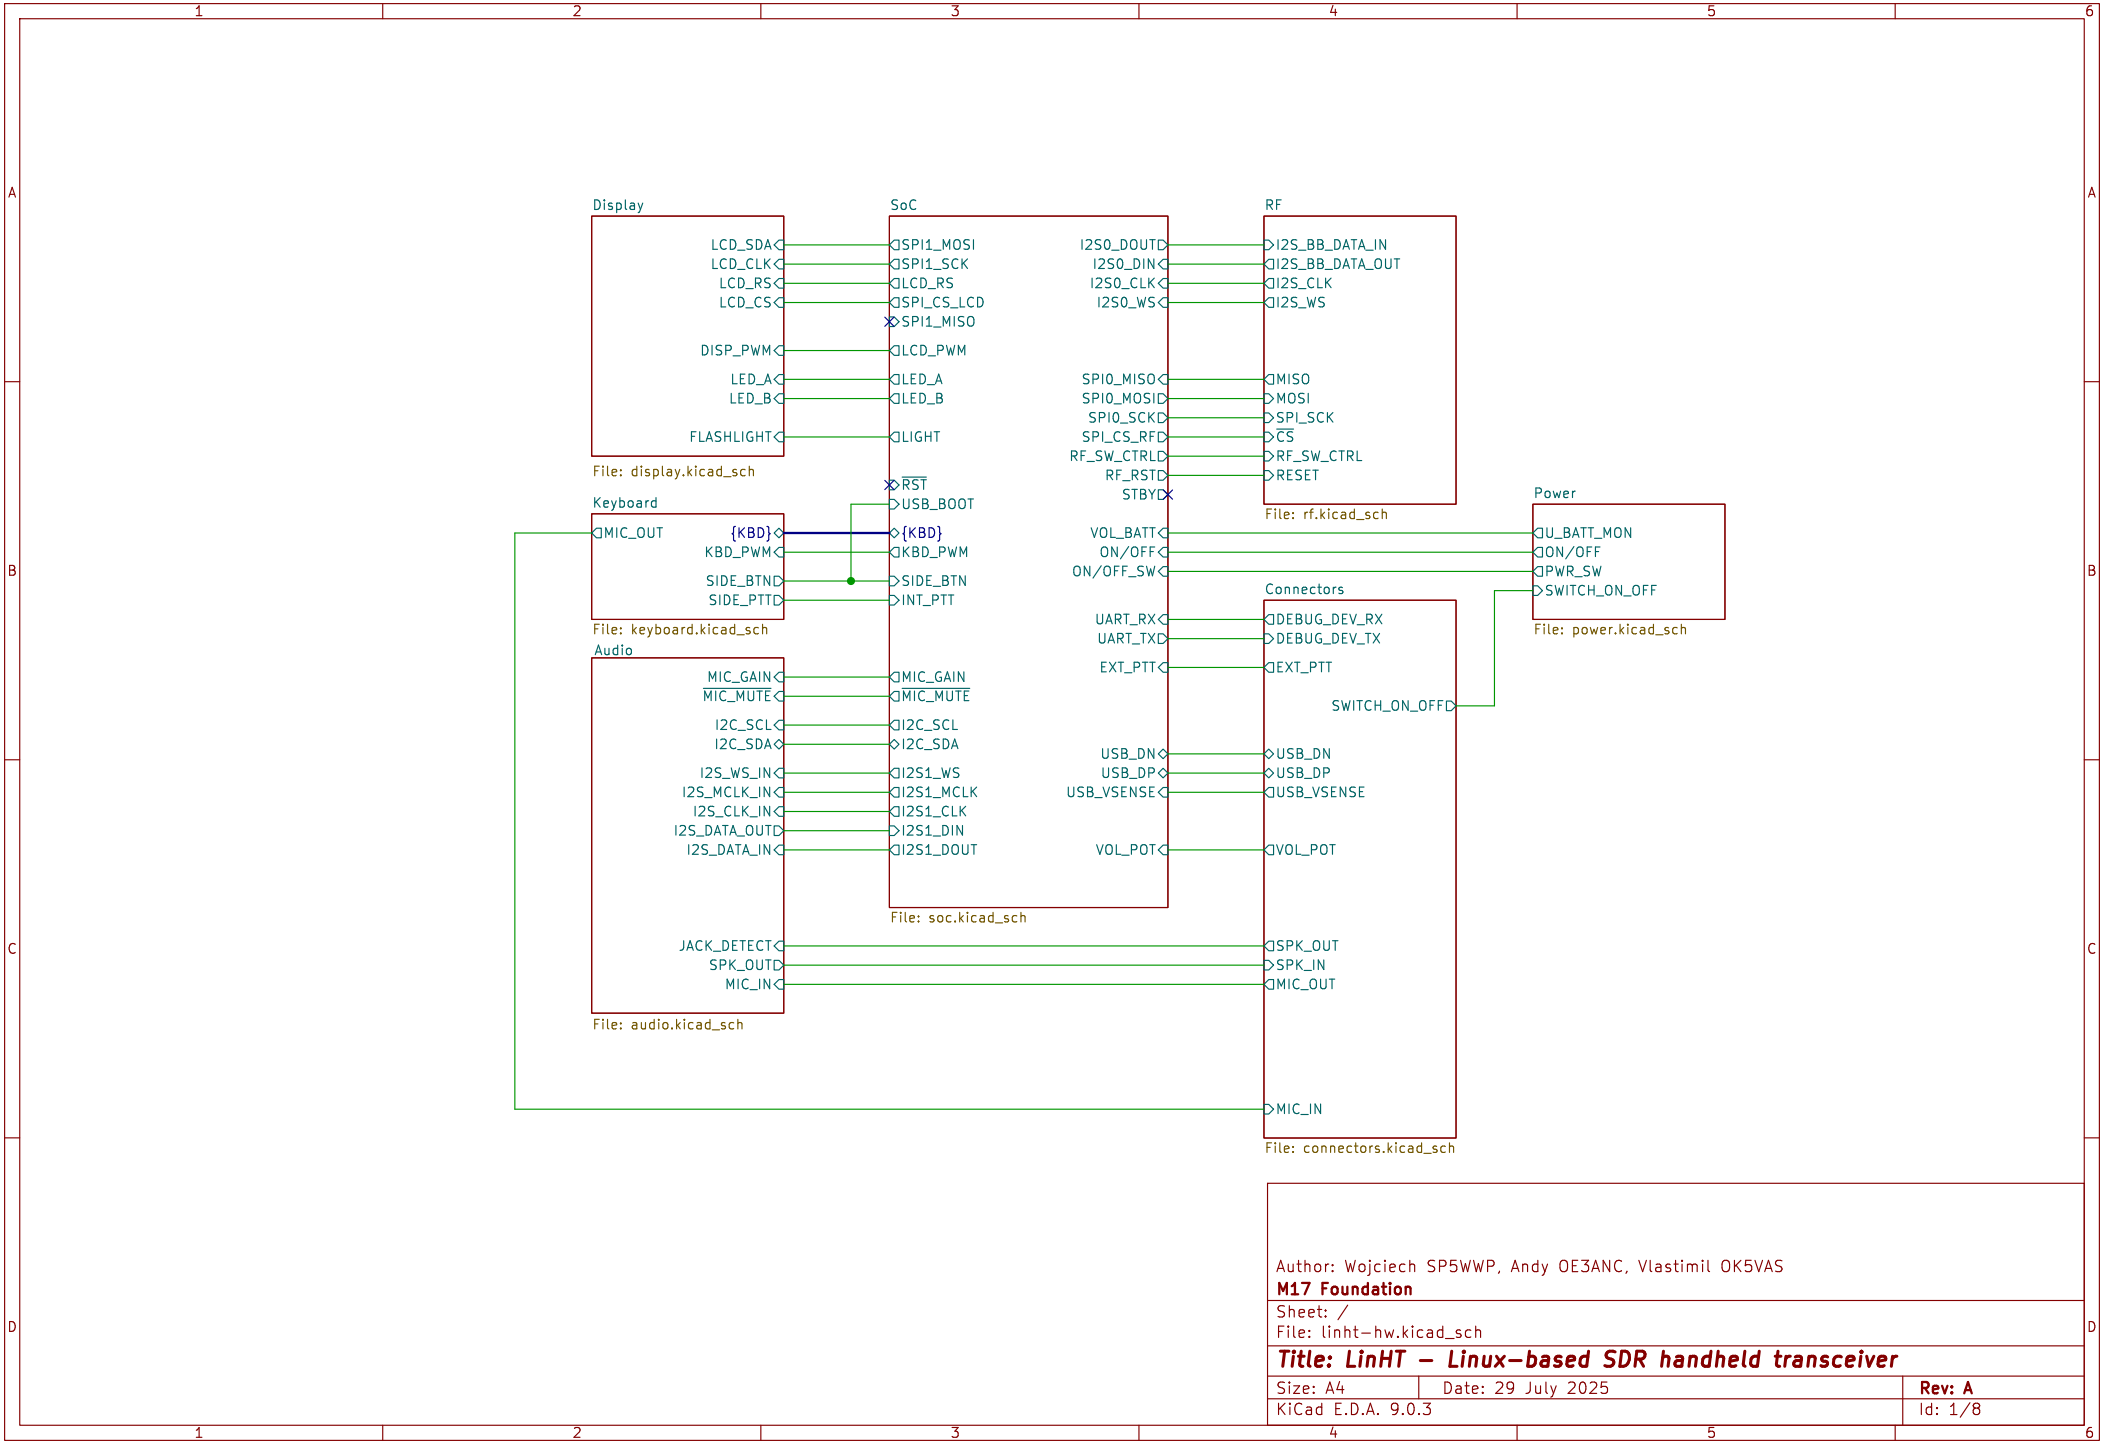 1 2 3 4 5 6
A A
B B
C C
D D
1 2 3 4 5 6
Display
LCD_SDA
LCD_CLK
LCD_RS
LCD_CS
DISP_PWM
LED_A
LED_B
FLASHLIGHT
File: display.kicad_sch
Keyboard
MIC_OUT {KBD}
KBD_PWM
SIDE_BTN
SIDE_PTT
File: keyboard.kicad_sch
Audio
MIC_GAIN
MIC_MUTE
I2C_SCL
I2C_SDA
I2S_WS_IN
I2S_MCLK_IN
I2S_CLK_IN
I2S_DATA_OUT
I2S_DATA_IN
JACK_DETECT
SPK_OUT
MIC_IN
File: audio.kicad_sch
SoC
SPI1_MOSI
SPI1_SCK
LCD_RS
SPI_CS_LCD
SPI1_MISO
LCD_PWM
LED_A
LED_B
LIGHT
RST
USB_BOOT
{KBD}
KBD_PWM
SIDE_BTN
INT_PTT
MIC_GAIN
MIC_MUTE
I2C_SCL
I2C_SDA
I2S1_WS
I2S1_MCLK
I2S1_CLK
I2S1_DIN
I2S1_DOUT
I2S0_DOUT
I2S0_DIN
I2S0_CLK
I2S0_WS
SPI0_MISO
SPI0_MOSI
SPI0_SCK
SPI_CS_RF
RF_SW_CTRL
RF_RST
STBY
VOL_BATT
ON/OFF
ON/OFF_SW
UART_RX
UART_TX
EXT_PTT
USB_DN
USB_DP
USB_VSENSE
VOL_POT
File: soc.kicad_sch
RF
I2S_BB_DATA_IN
I2S_BB_DATA_OUT
I2S_CLK
I2S_WS
MISO
MOSI
SPI_SCK
CS
RF_SW_CTRL
RESET
File: rf.kicad_sch
Connectors
DEBUG_DEV_RX
DEBUG_DEV_TX
EXT_PTT
SWITCH_ON_OFF
USB_DN
USB_DP
USB_VSENSE
VOL_POT
SPK_OUT
SPK_IN
MIC_OUT
MIC_IN
File: connectors.kicad_sch
Power
U_BATT_MON
ON/OFF
PWR_SW
SWITCH_ON_OFF
File: power.kicad_sch
Author: Wojciech SP5WWP, Andy OE3ANC, Vlastimil OK5VAS
M17 Foundation
Sheet: /
File: linht-hw.kicad_sch
Title: LinHT - Linux-based SDR handheld transceiver
Size: A4 Date: 29 July 2025 Rev: A
KiCad E.D.A. 9.0.3 Id: 1/8